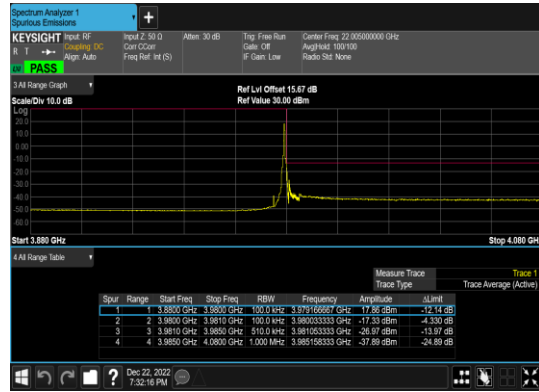 Spectrum Analyzer 1
Spurious Emissions
+
KEYSIGHT Input: RF Input Z: 50 Ω Atten: 30 dB Trig: Free Run Center Freq: 22.005000000 GHz
R T Coupling: DC Corr CCorr Gate: Off Avg|Hold: 100/100
Align: Auto Freq Ref: Int (S) IF Gain: Low Radio Std: None
PASS
3 All Range Graph
Ref Lvl Offset 15.67 dB
Scale/Div 10.0 dB Ref Value 30.00 dBm
Log
20.0
10.0
0.00
-10.0
-20.0
-30.0
-40.0
-50.0
-60.0
Start 3.880 GHz Stop 4.080 GHz
4 All Range Table
Measure Trace Trace 1
Trace Type Trace Average (Active)
Spur Range Start Freq Stop Freq RBW Frequency Amplitude ΔLimit
1 1 3.8800 GHz 3.9800 GHz 100.0 kHz 3.979166667 GHz 17.86 dBm -12.14 dB
2 2 3.9800 GHz 3.9810 GHz 100.0 kHz 3.980033333 GHz -17.33 dBm -4.330 dB
3 3 3.9810 GHz 3.9850 GHz 510.0 kHz 3.981053333 GHz -26.97 dBm -13.97 dB
4 4 3.9850 GHz 4.0800 GHz 1.000 MHz 3.985158333 GHz -37.89 dBm -24.89 dB
? Dec 22, 2022
7:32:16 PM